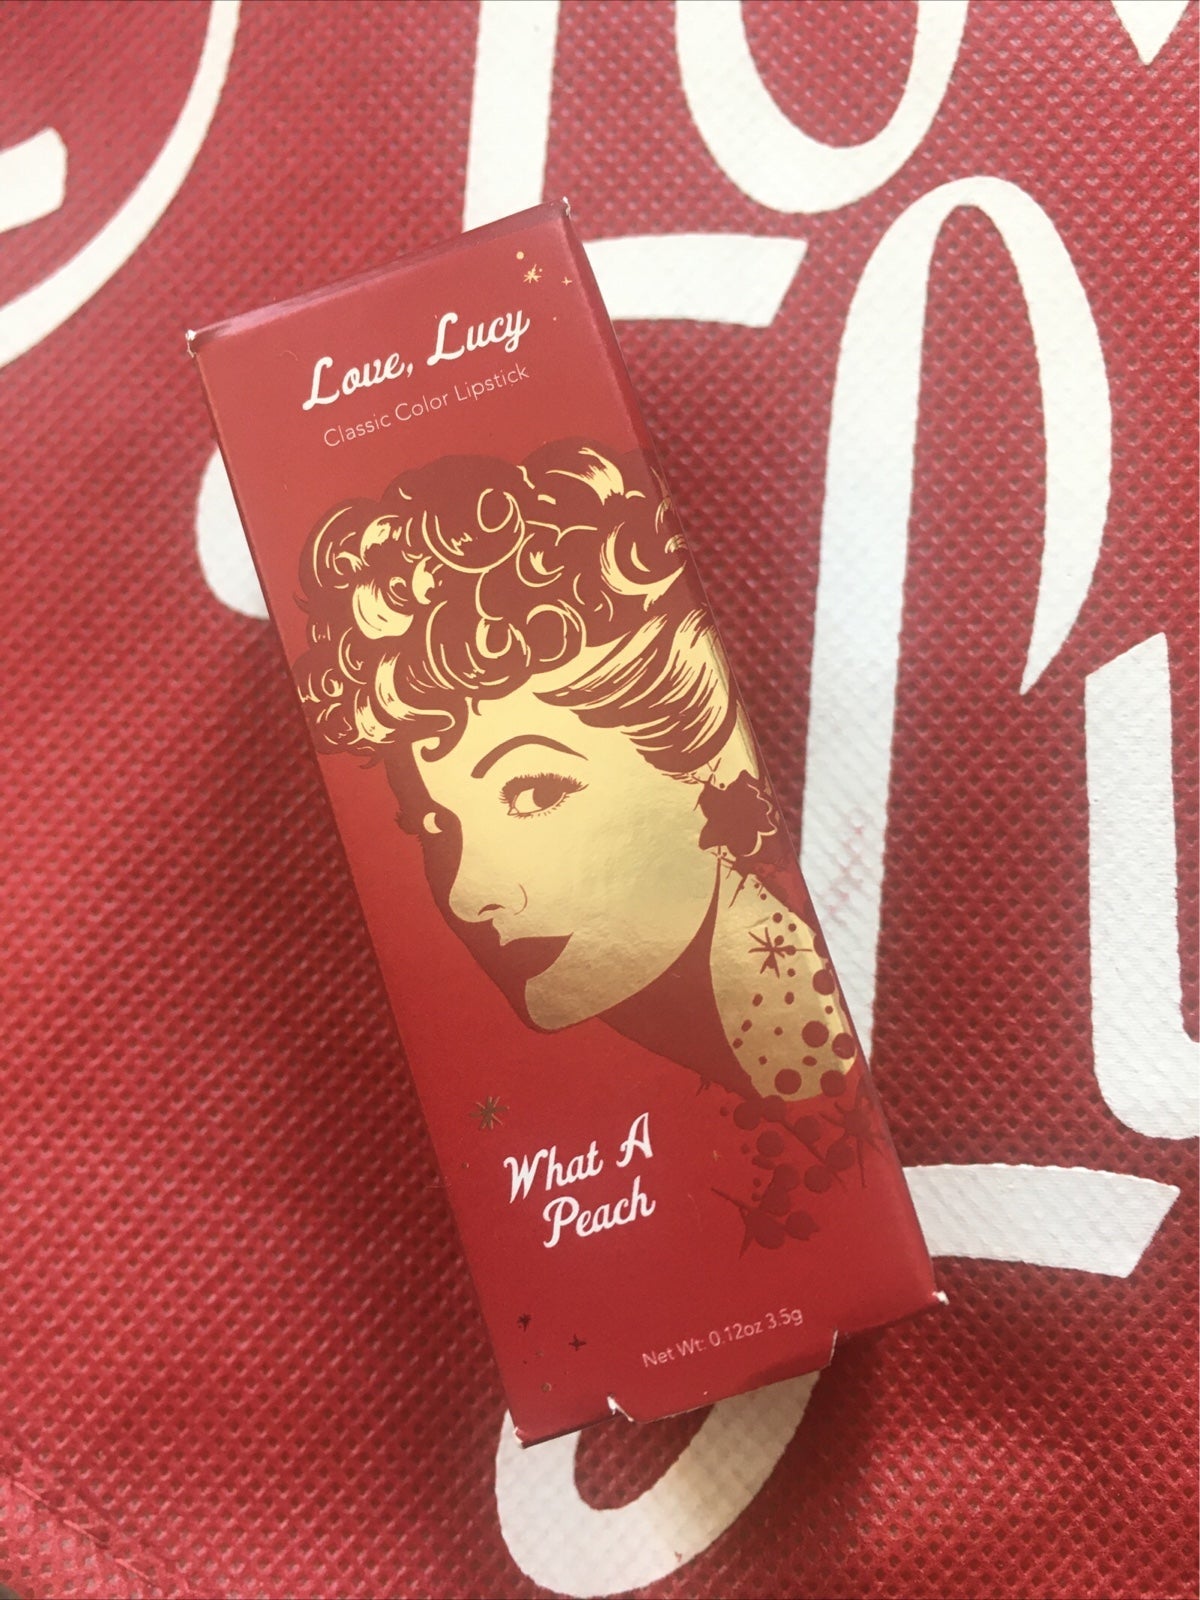 Love, Lucy
Classic Color Lipstick
What A
Peach
Net Wt: 0.12oz 3.5g